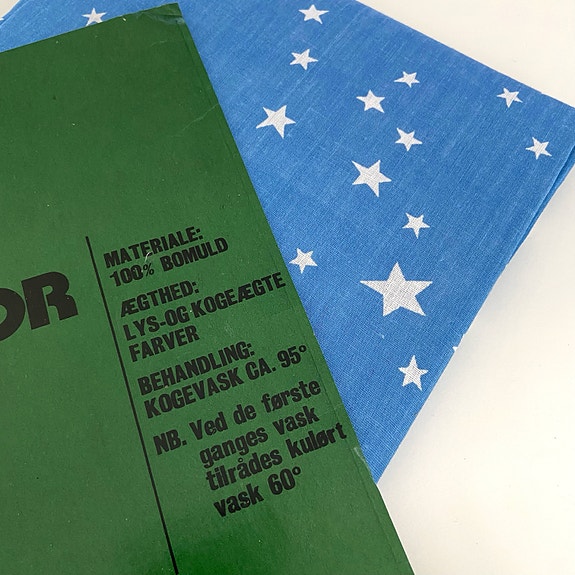 OR
MATERIALE:
100% BOMULD
ÆGTHED:
LYS-OG KOGEÆGTE
FARVER
BEHANDLING:
KOGEVASK CA. 95°
NB. Ved de første
ganges vask
tilrådes kulørt
vask 60°